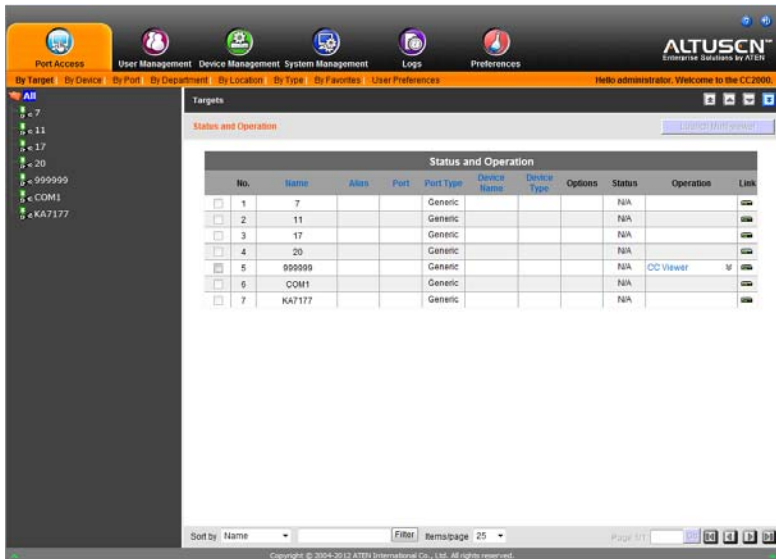 ALTUSCN™
Enterprise Solutions by ATEN
Port Access User Management Device Management System Management Logs Preferences
By Target By Device By Port By Department By Location By Type By Favorites User Preferences Hello administrator. Welcome to the CC2000.
All
7
11
17
20
999999
COM1
KA7177
Targets
Status and Operation
Status and Operation
No. Name Alias Port Port Type Device Name Device Type Options Status Operation Link
1 7 Generic N/A
2 11 Generic N/A
3 17 Generic N/A
4 20 Generic N/A
5 999999 Generic N/A CC Viewer
6 COM1 Generic N/A
7 KA7177 Generic N/A
Sort by Name Filter Items/page 25 Page 1/1
Copyright © 2004-2012 ATEN International Co., Ltd. All rights reserved.